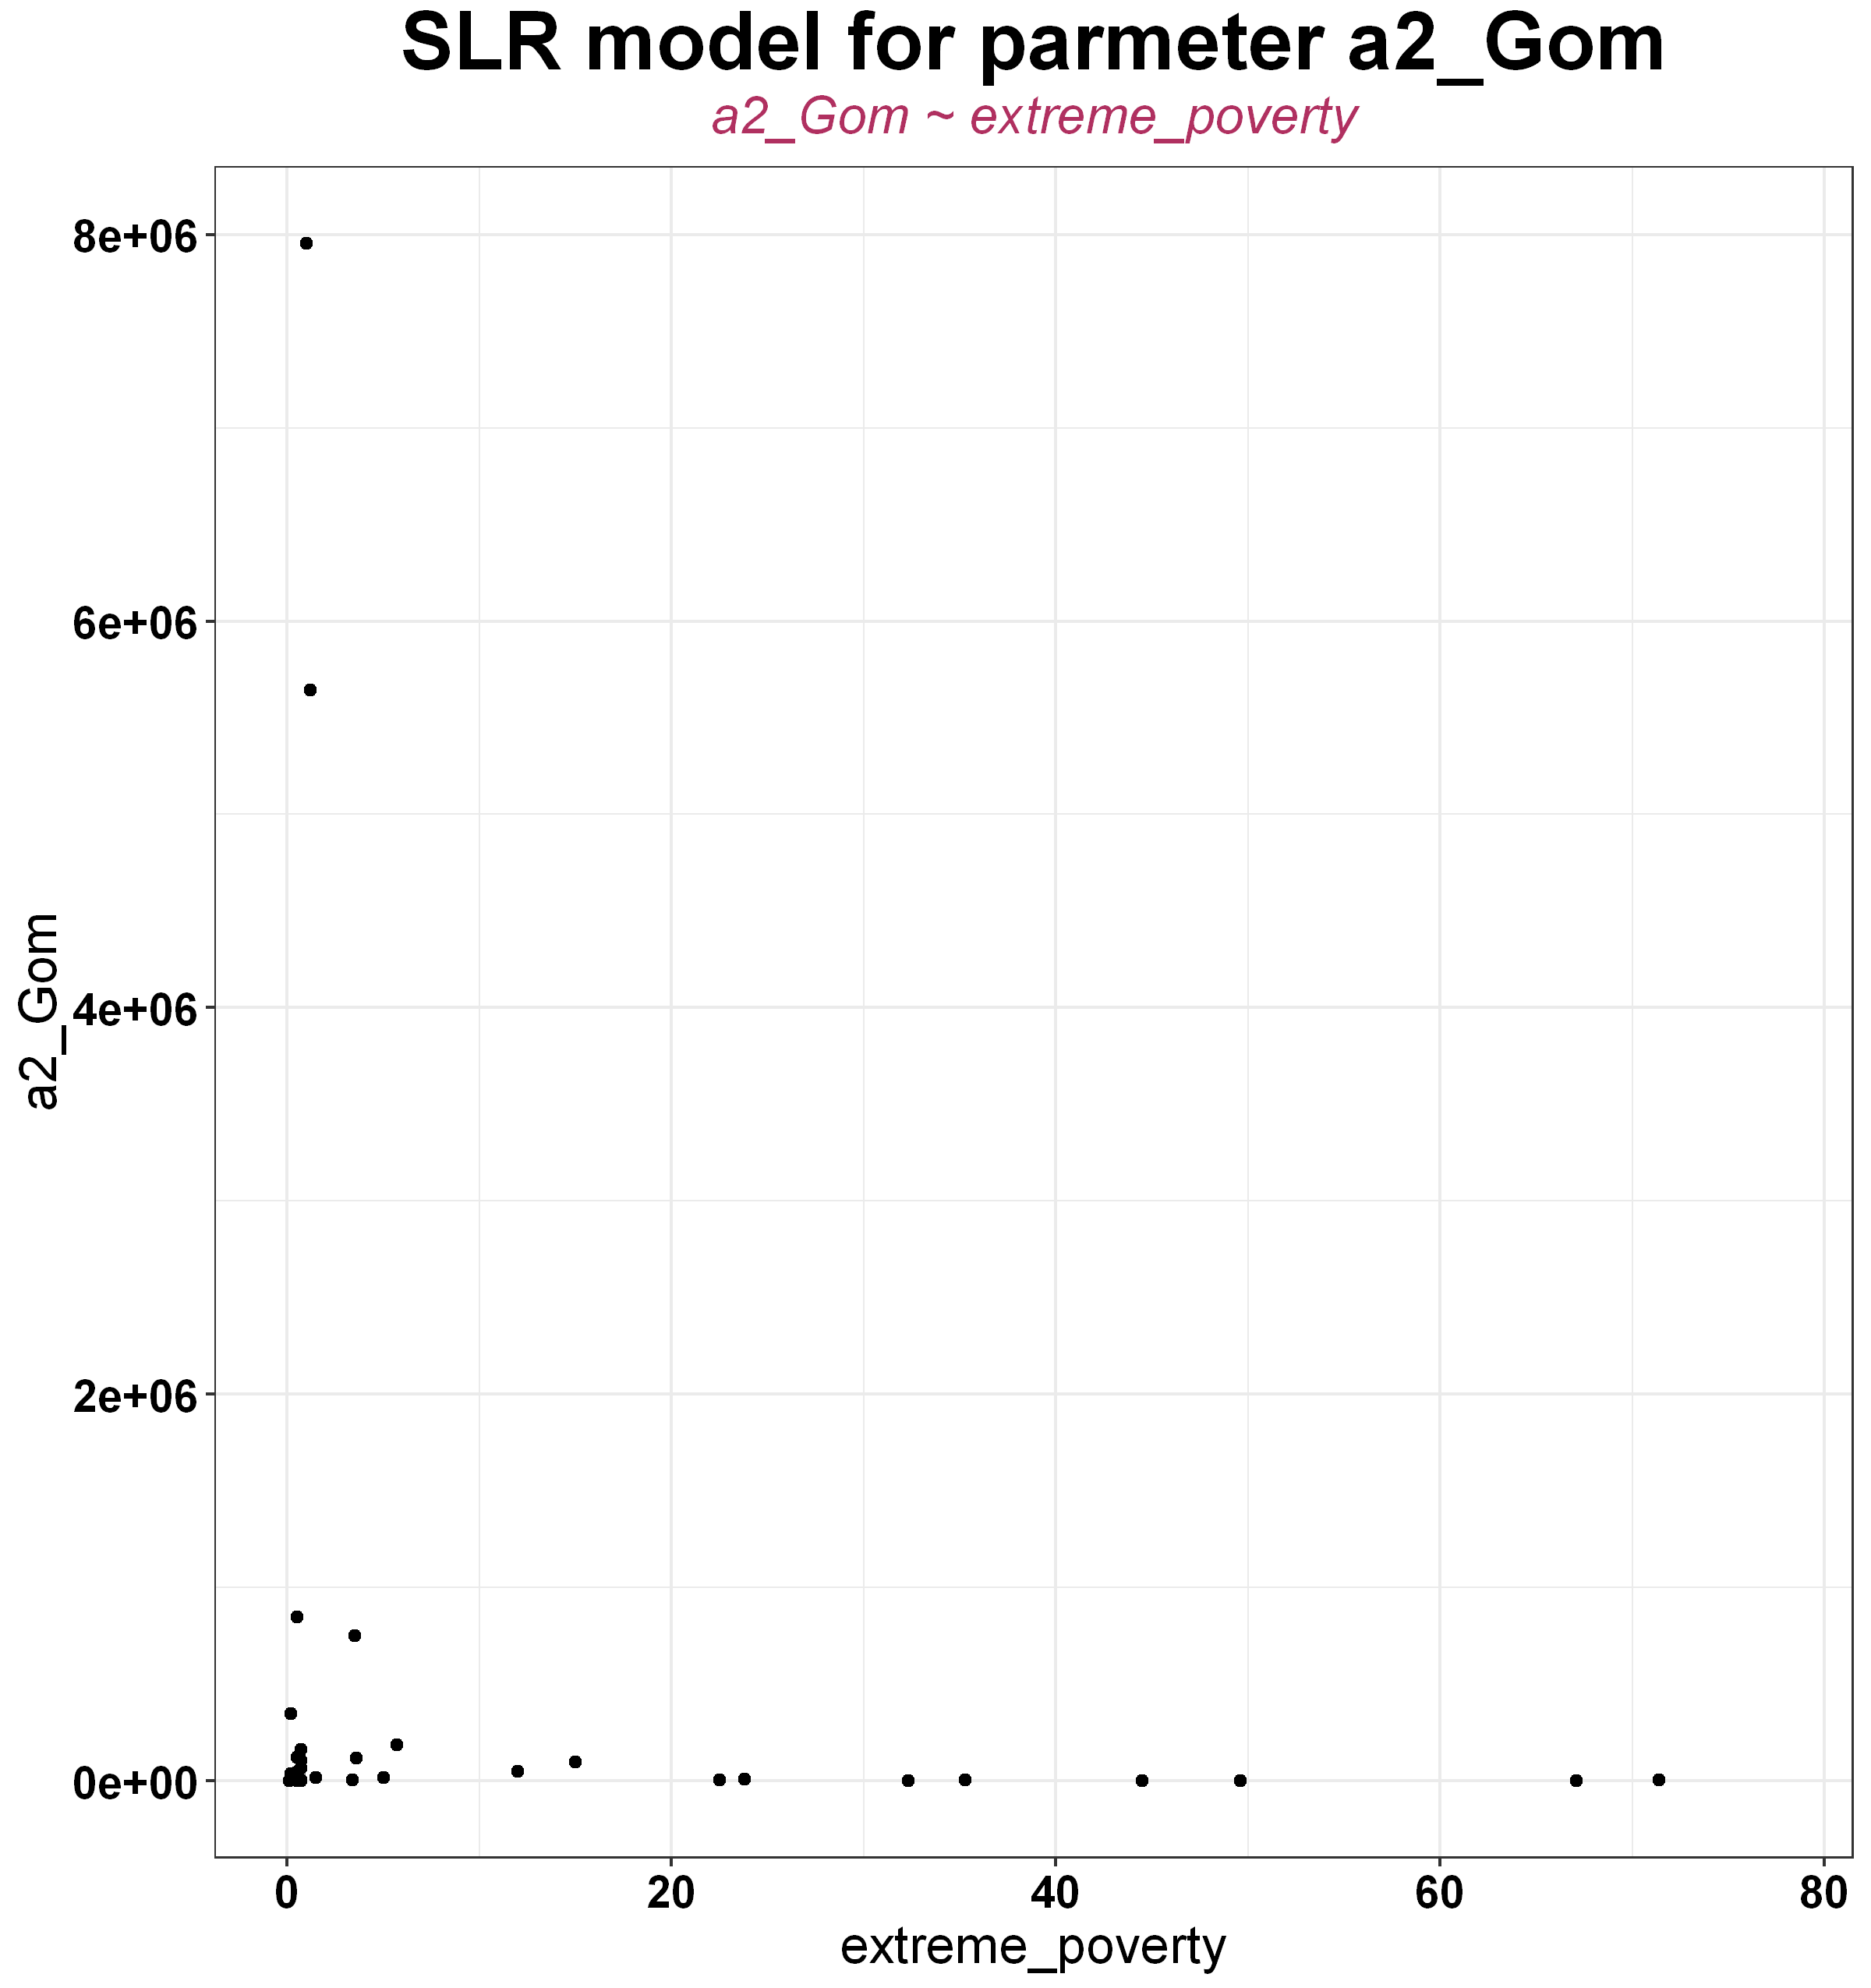 SLR model for parmeter a2_Gom
a2_Gom ~ extreme_poverty
8e+06
6e+06
4e+06
2e+06
0e+00
a2_Gom
0 20 40 60 80
extreme_poverty